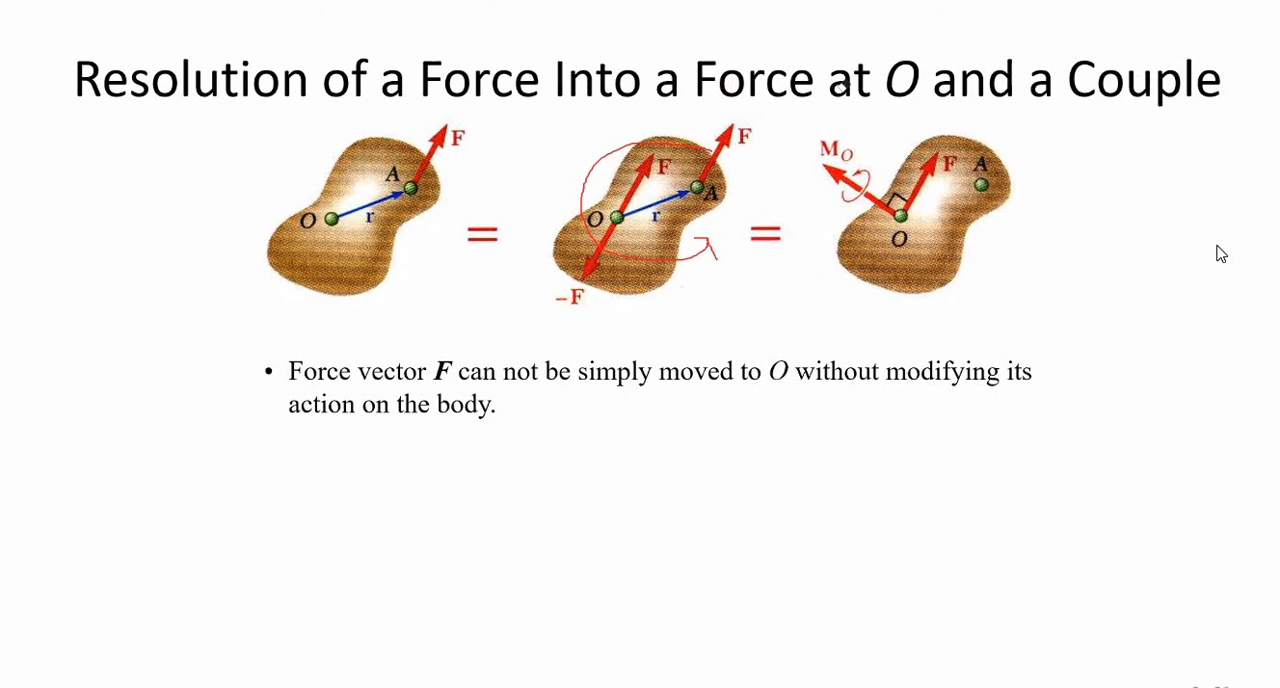 Resolution of a Force Into a Force at O and a Couple
F
A
O
r
=
F
F
A
O
r
-F
=
M_O
F
A
O
• Force vector F can not be simply moved to O without modifying its
action on the body.